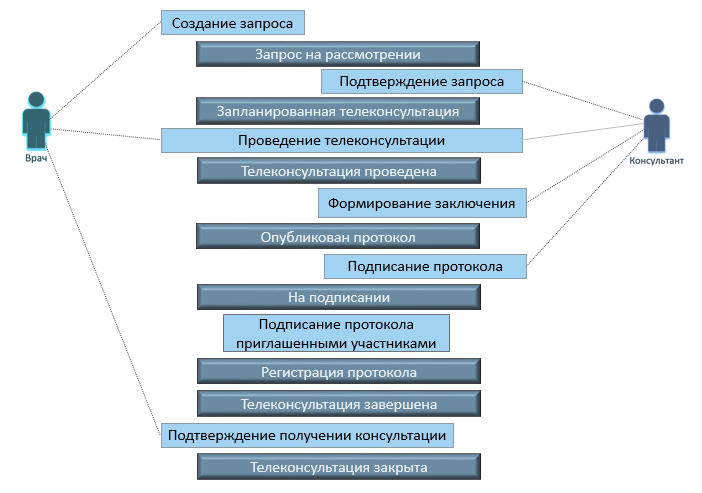 Создание запроса
Запрос на рассмотрении
Подтверждение запроса
Запланированная телеконсультация
Врач
Проведение телеконсультации
Консультант
Телеконсультация проведена
Формирование заключения
Опубликован протокол
Подписание протокола
На подписании
Подписание протокола
приглашенными участниками
Регистрация протокола
Телеконсультация завершена
Подтверждение получении консультации
Телеконсультация закрыта